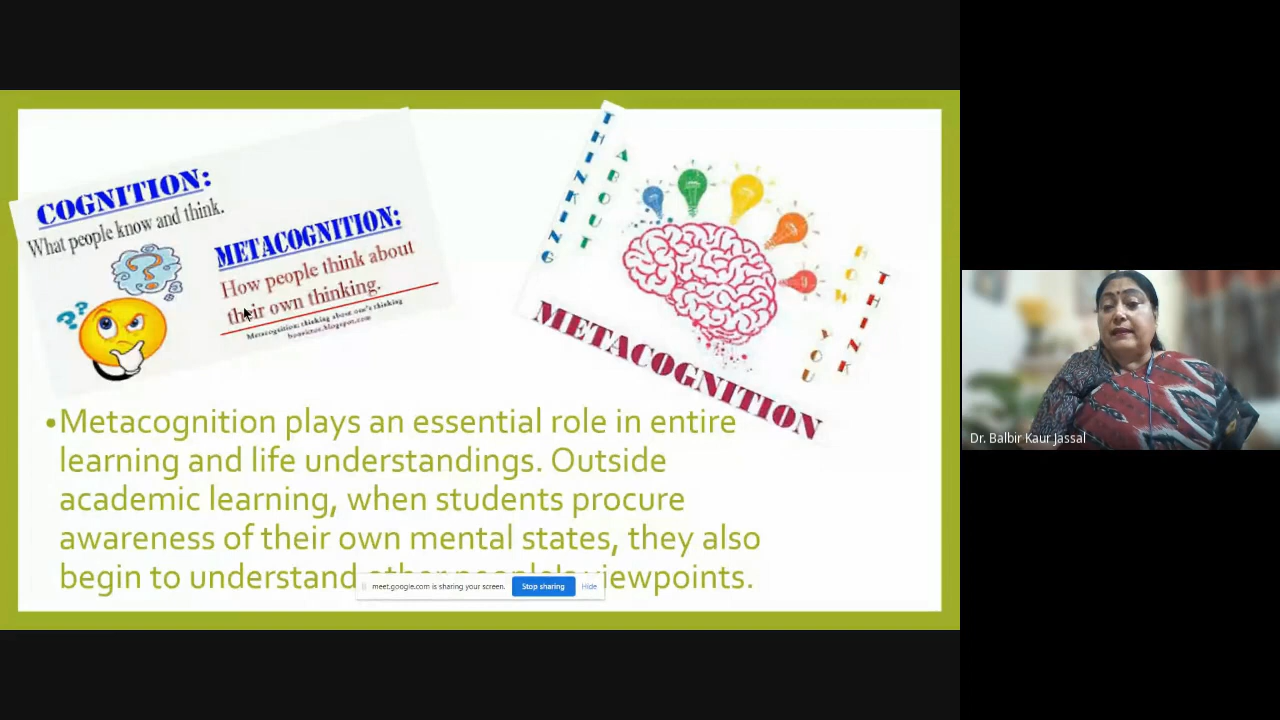 COGNITION:
What people know and think.
METACOGNITION:
How people think about
their own thinking.
Metacognition: thinking about one's thinking
THINKING
ABOUT
HOW YOU
THINK
METACOGNITION
•Metacognition plays an essential role in entire
learning and life understandings. Outside
academic learning, when students procure
awareness of their own mental states, they also
begin to understand other people's viewpoints.
meet.google.com is sharing your screen. Stop sharing Hide
Dr. Balbir Kaur Jassal